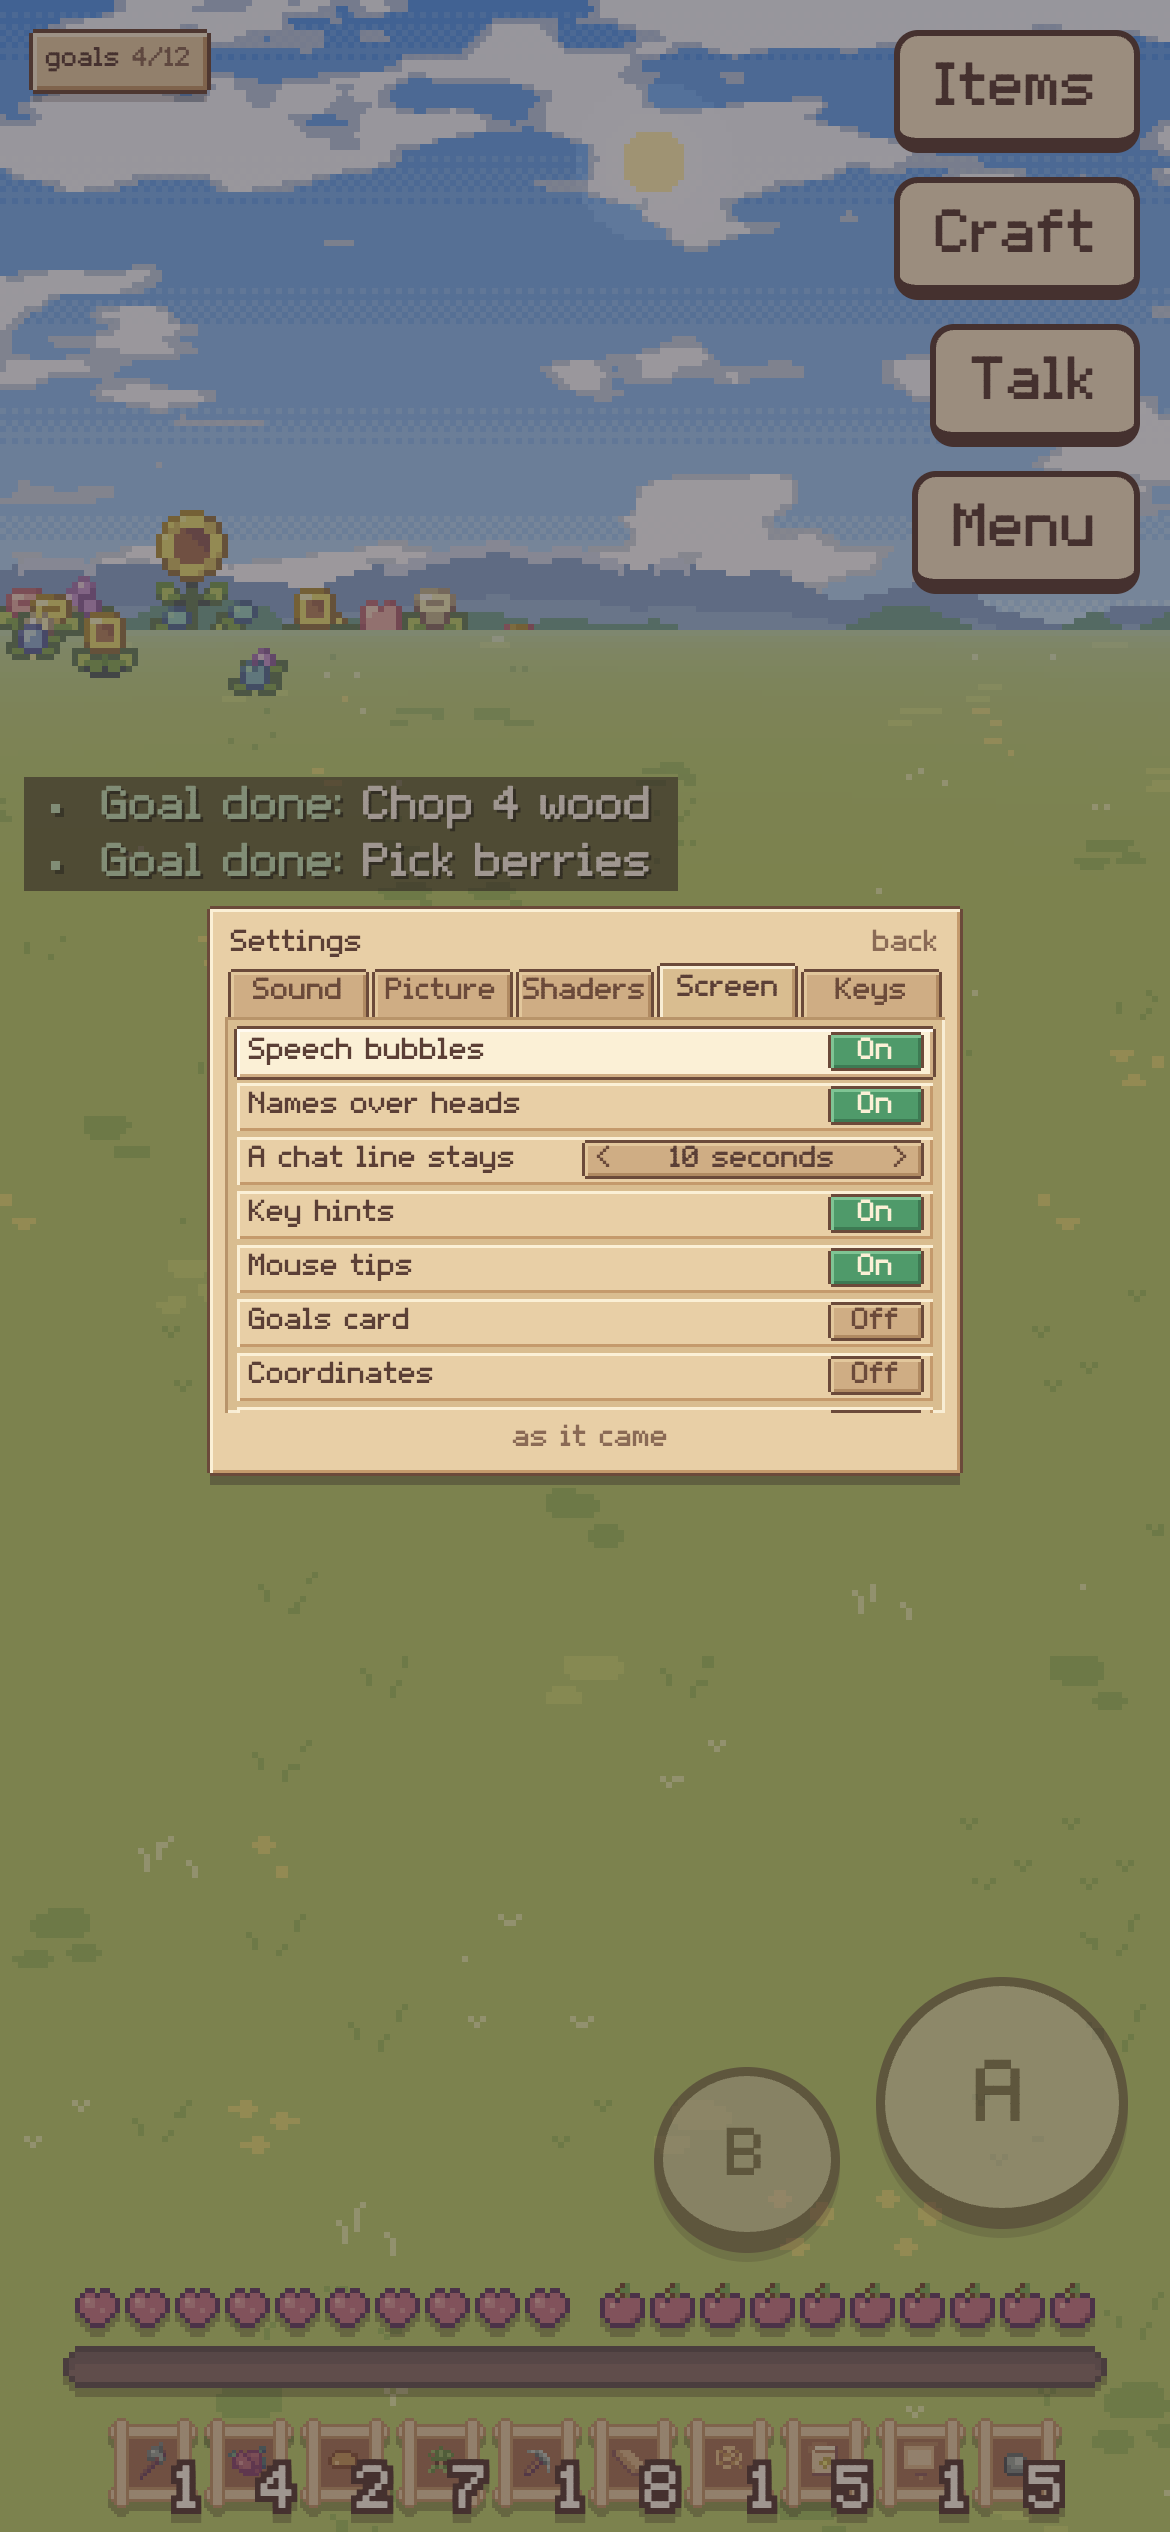 goals 4/12
Items
Craft
Talk
Menu
Goal done: Chop 4 wood
Goal done: Pick berries
Settings back
Sound Picture Shaders Screen Keys
Speech bubbles On
Names over heads On
A chat line stays < 10 seconds >
Key hints On
Mouse tips On
Goals card Off
Coordinates Off
as it came
A
B
1 4 2 7 1 8 1 5 1 5